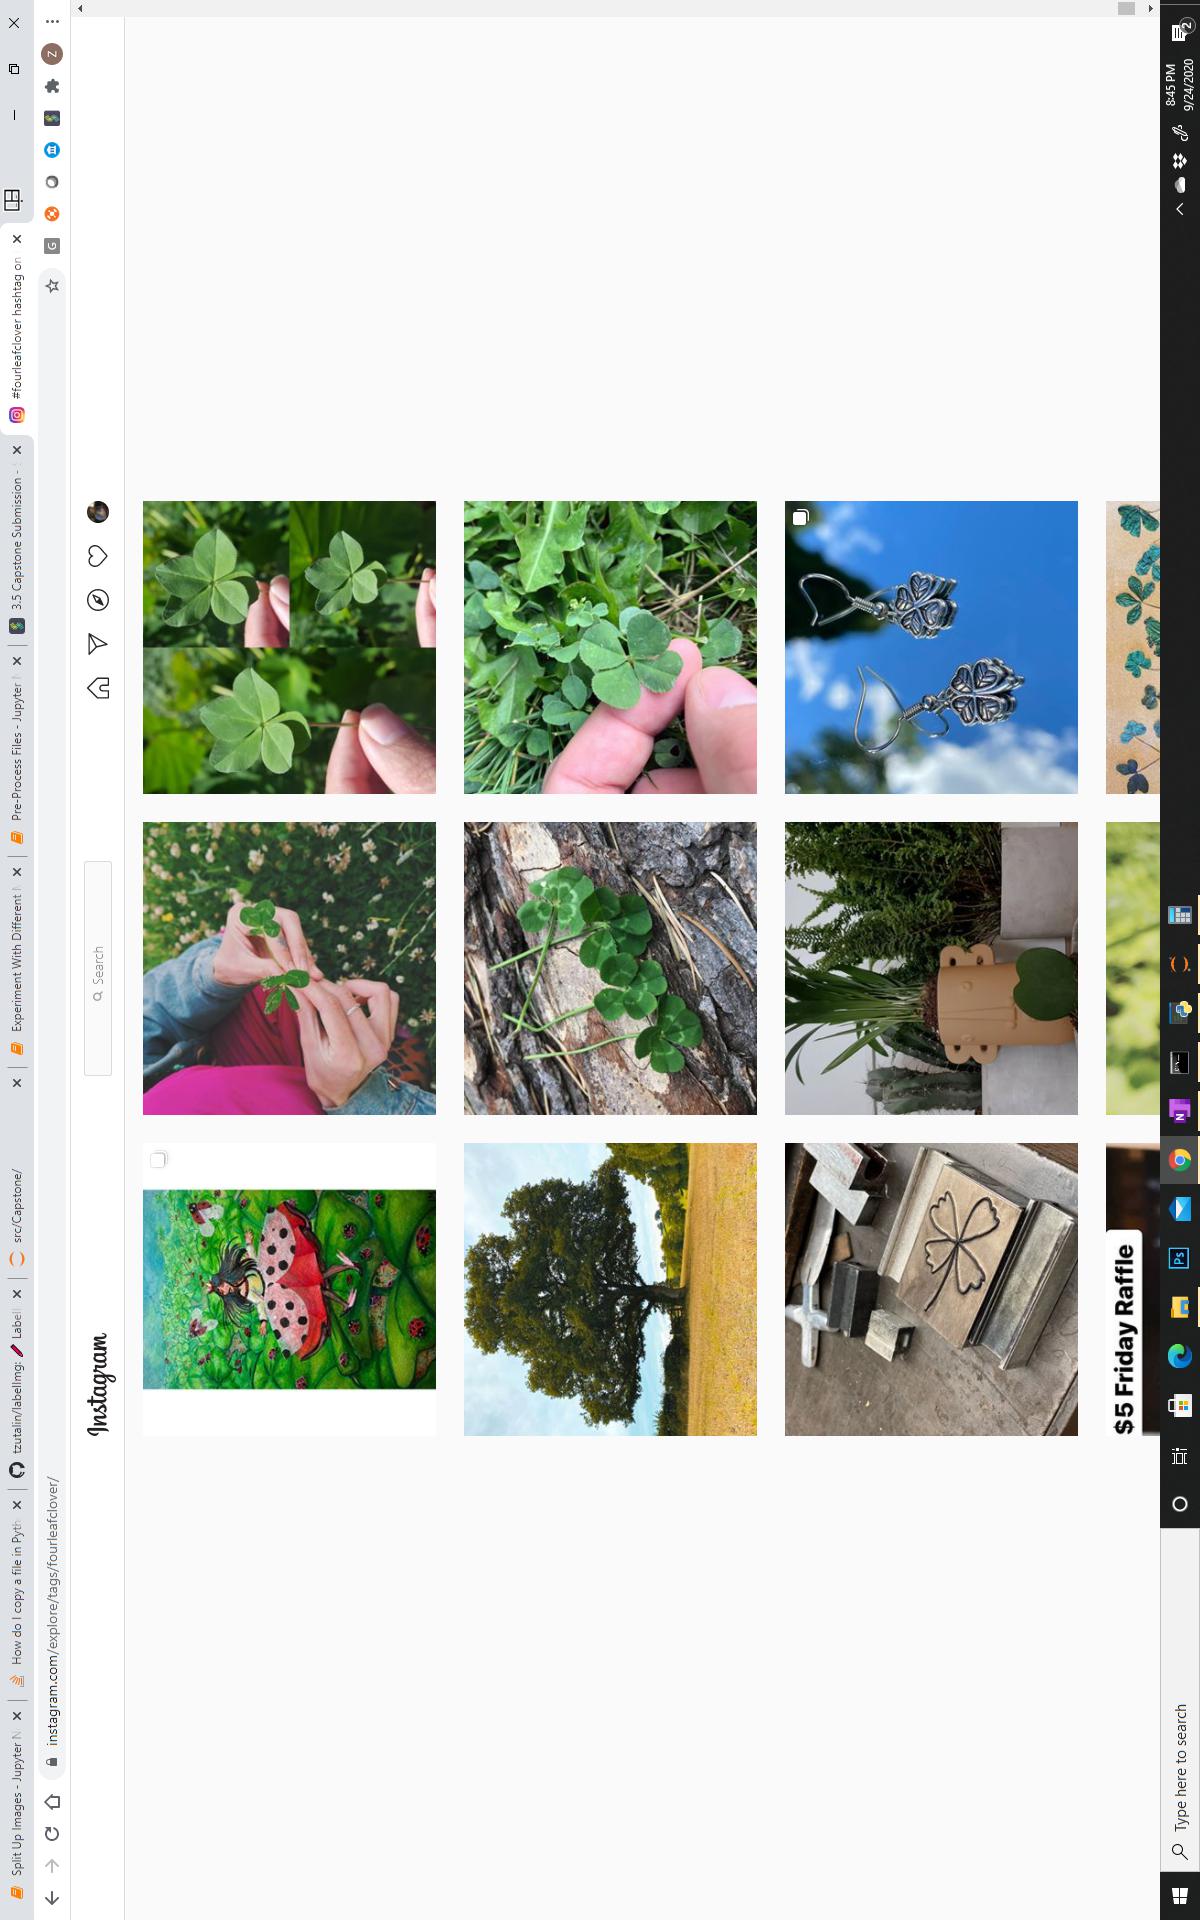 Split Up Images - Jupyter N
How do I copy a file in Pyth
tzutalin/labelImg: Labell
src/Capstone/
Experiment With Different
Pre-Process Files - Jupyter
3.5 Capstone Submission -
#fourleafclover hashtag on
instagram.com/explore/tags/fourleafclover/
G
Z
Instagram
Search
$5 Friday Raffle
Type here to search
Ps
N
8:45 PM
9/24/2020
2